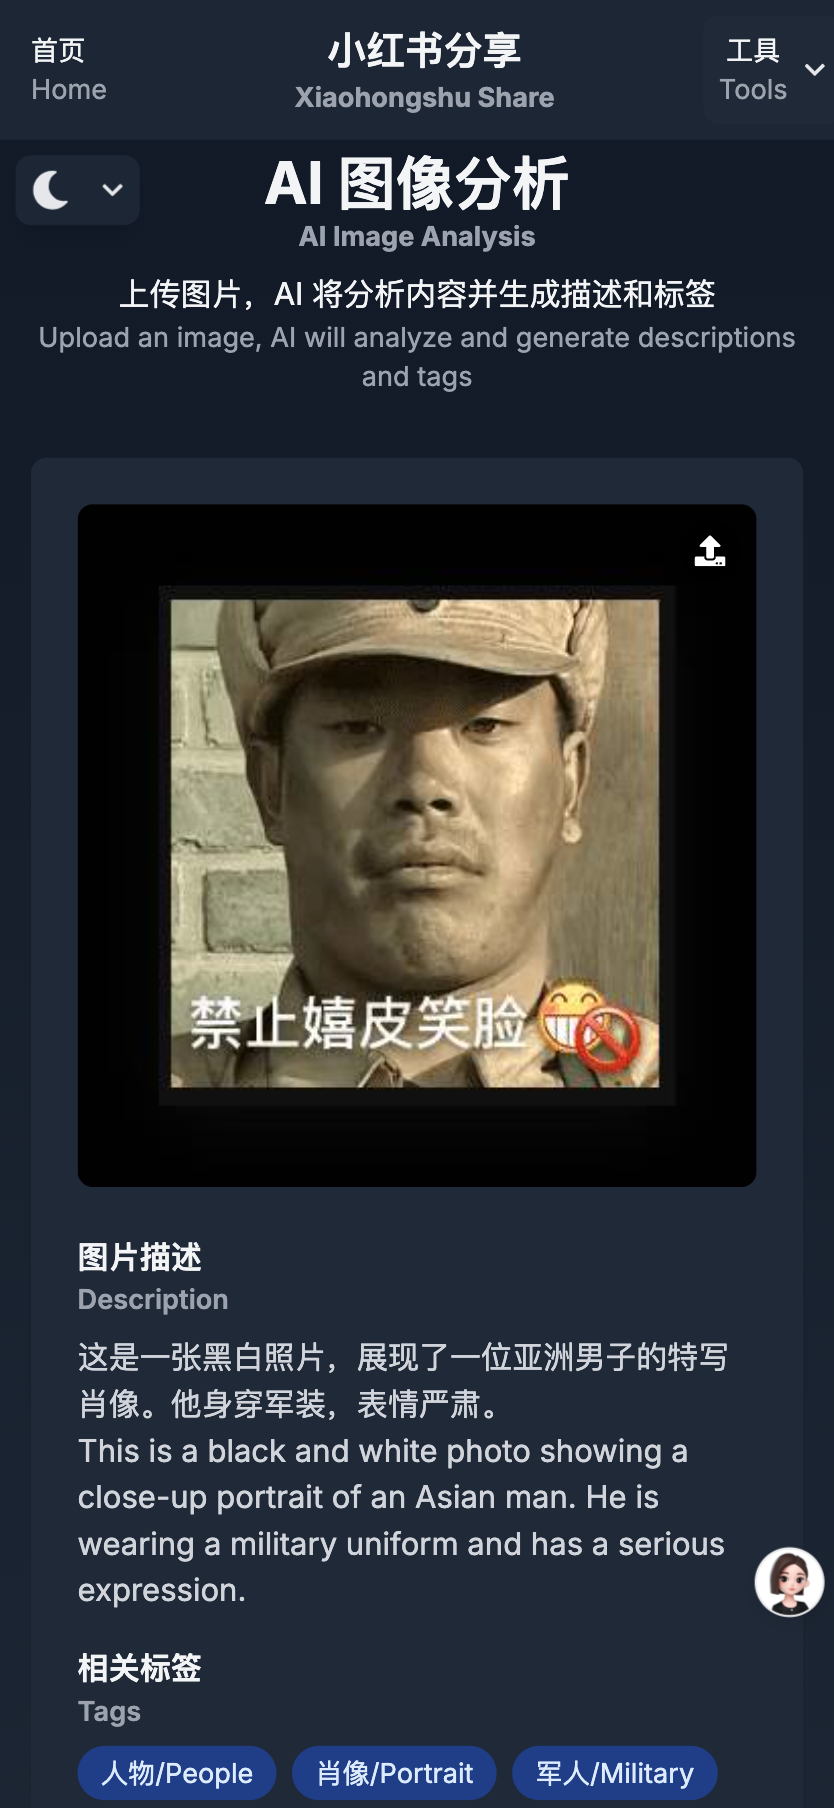 首页
Home
小红书分享
Xiaohongshu Share
工具
Tools
AI 图像分析
AI Image Analysis
上传图片，AI 将分析内容并生成描述和标签
Upload an image, AI will analyze and generate descriptions
and tags
禁止嬉皮笑脸
图片描述
Description
这是一张黑白照片，展现了一位亚洲男子的特写
肖像。他身穿军装，表情严肃。
This is a black and white photo showing a
close-up portrait of an Asian man. He is
wearing a military uniform and has a serious
expression.
相关标签
Tags
人物/People
肖像/Portrait
军人/Military